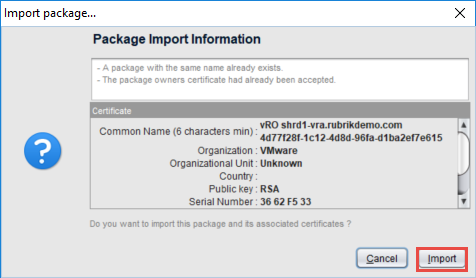 Import package...
Package Import Information
- A package with the same name already exists.
- The package owners certificate had already been accepted.
Certificate
Common Name (6 characters min) : vRO shrd1-vra.rubrikdemo.com
4d77f28f-1c12-4d8d-96fa-d1ba2ef7e615
Organization : VMware
Organizational Unit : Unknown
Country :
Public key : RSA
Serial Number : 36 62 F5 33
Do you want to import this package and its associated certificates ?
Cancel
Import